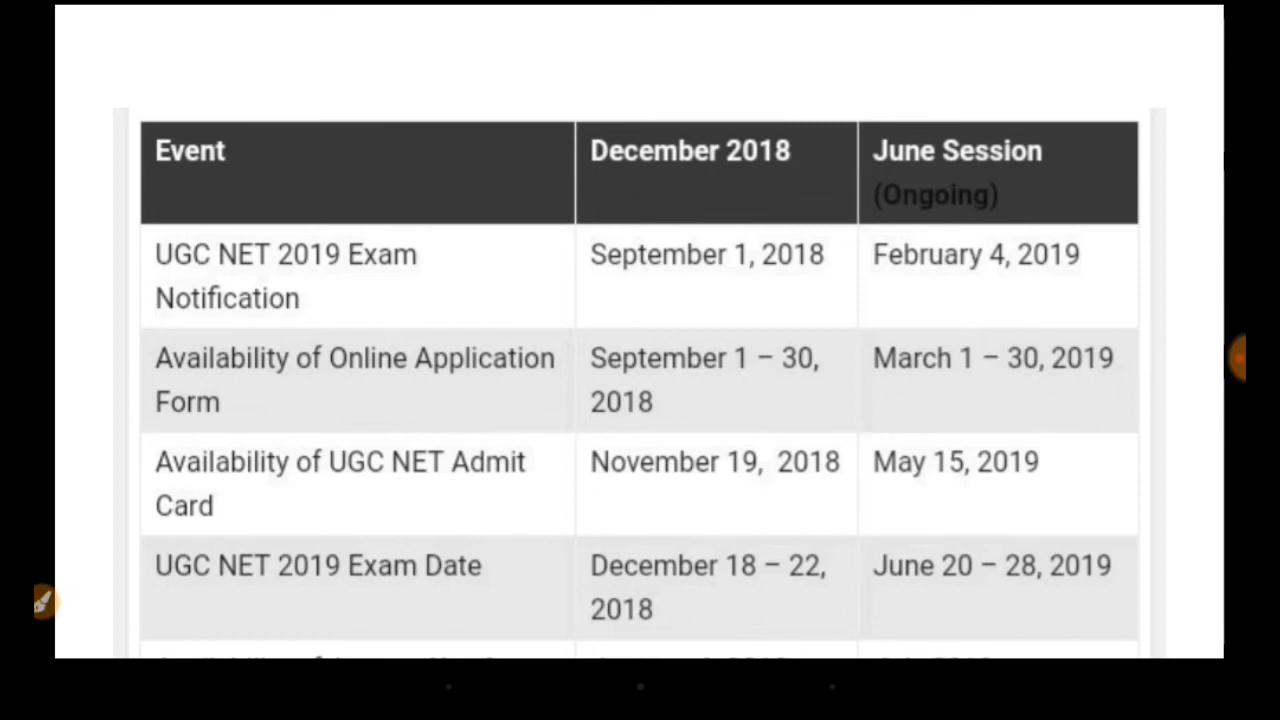 Event December 2018 June Session
(Ongoing)
UGC NET 2019 Exam September 1, 2018 February 4, 2019
Notification
Availability of Online Application September 1 – 30, March 1 – 30, 2019
Form 2018
Availability of UGC NET Admit November 19, 2018 May 15, 2019
Card
UGC NET 2019 Exam Date December 18 – 22, June 20 – 28, 2019
2018